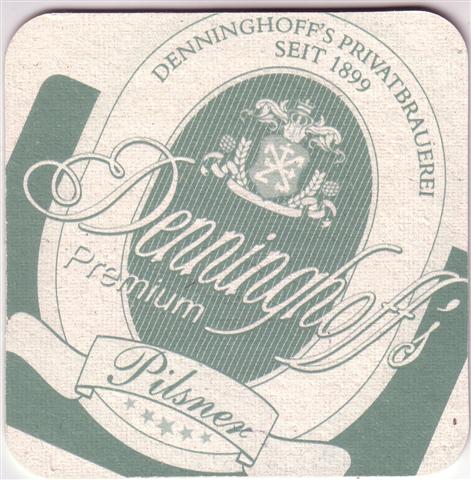 DENNINGHOFF'S PRIVATBRAUEREI
SEIT 1899
Denninghoff's
Premium
Pilsner